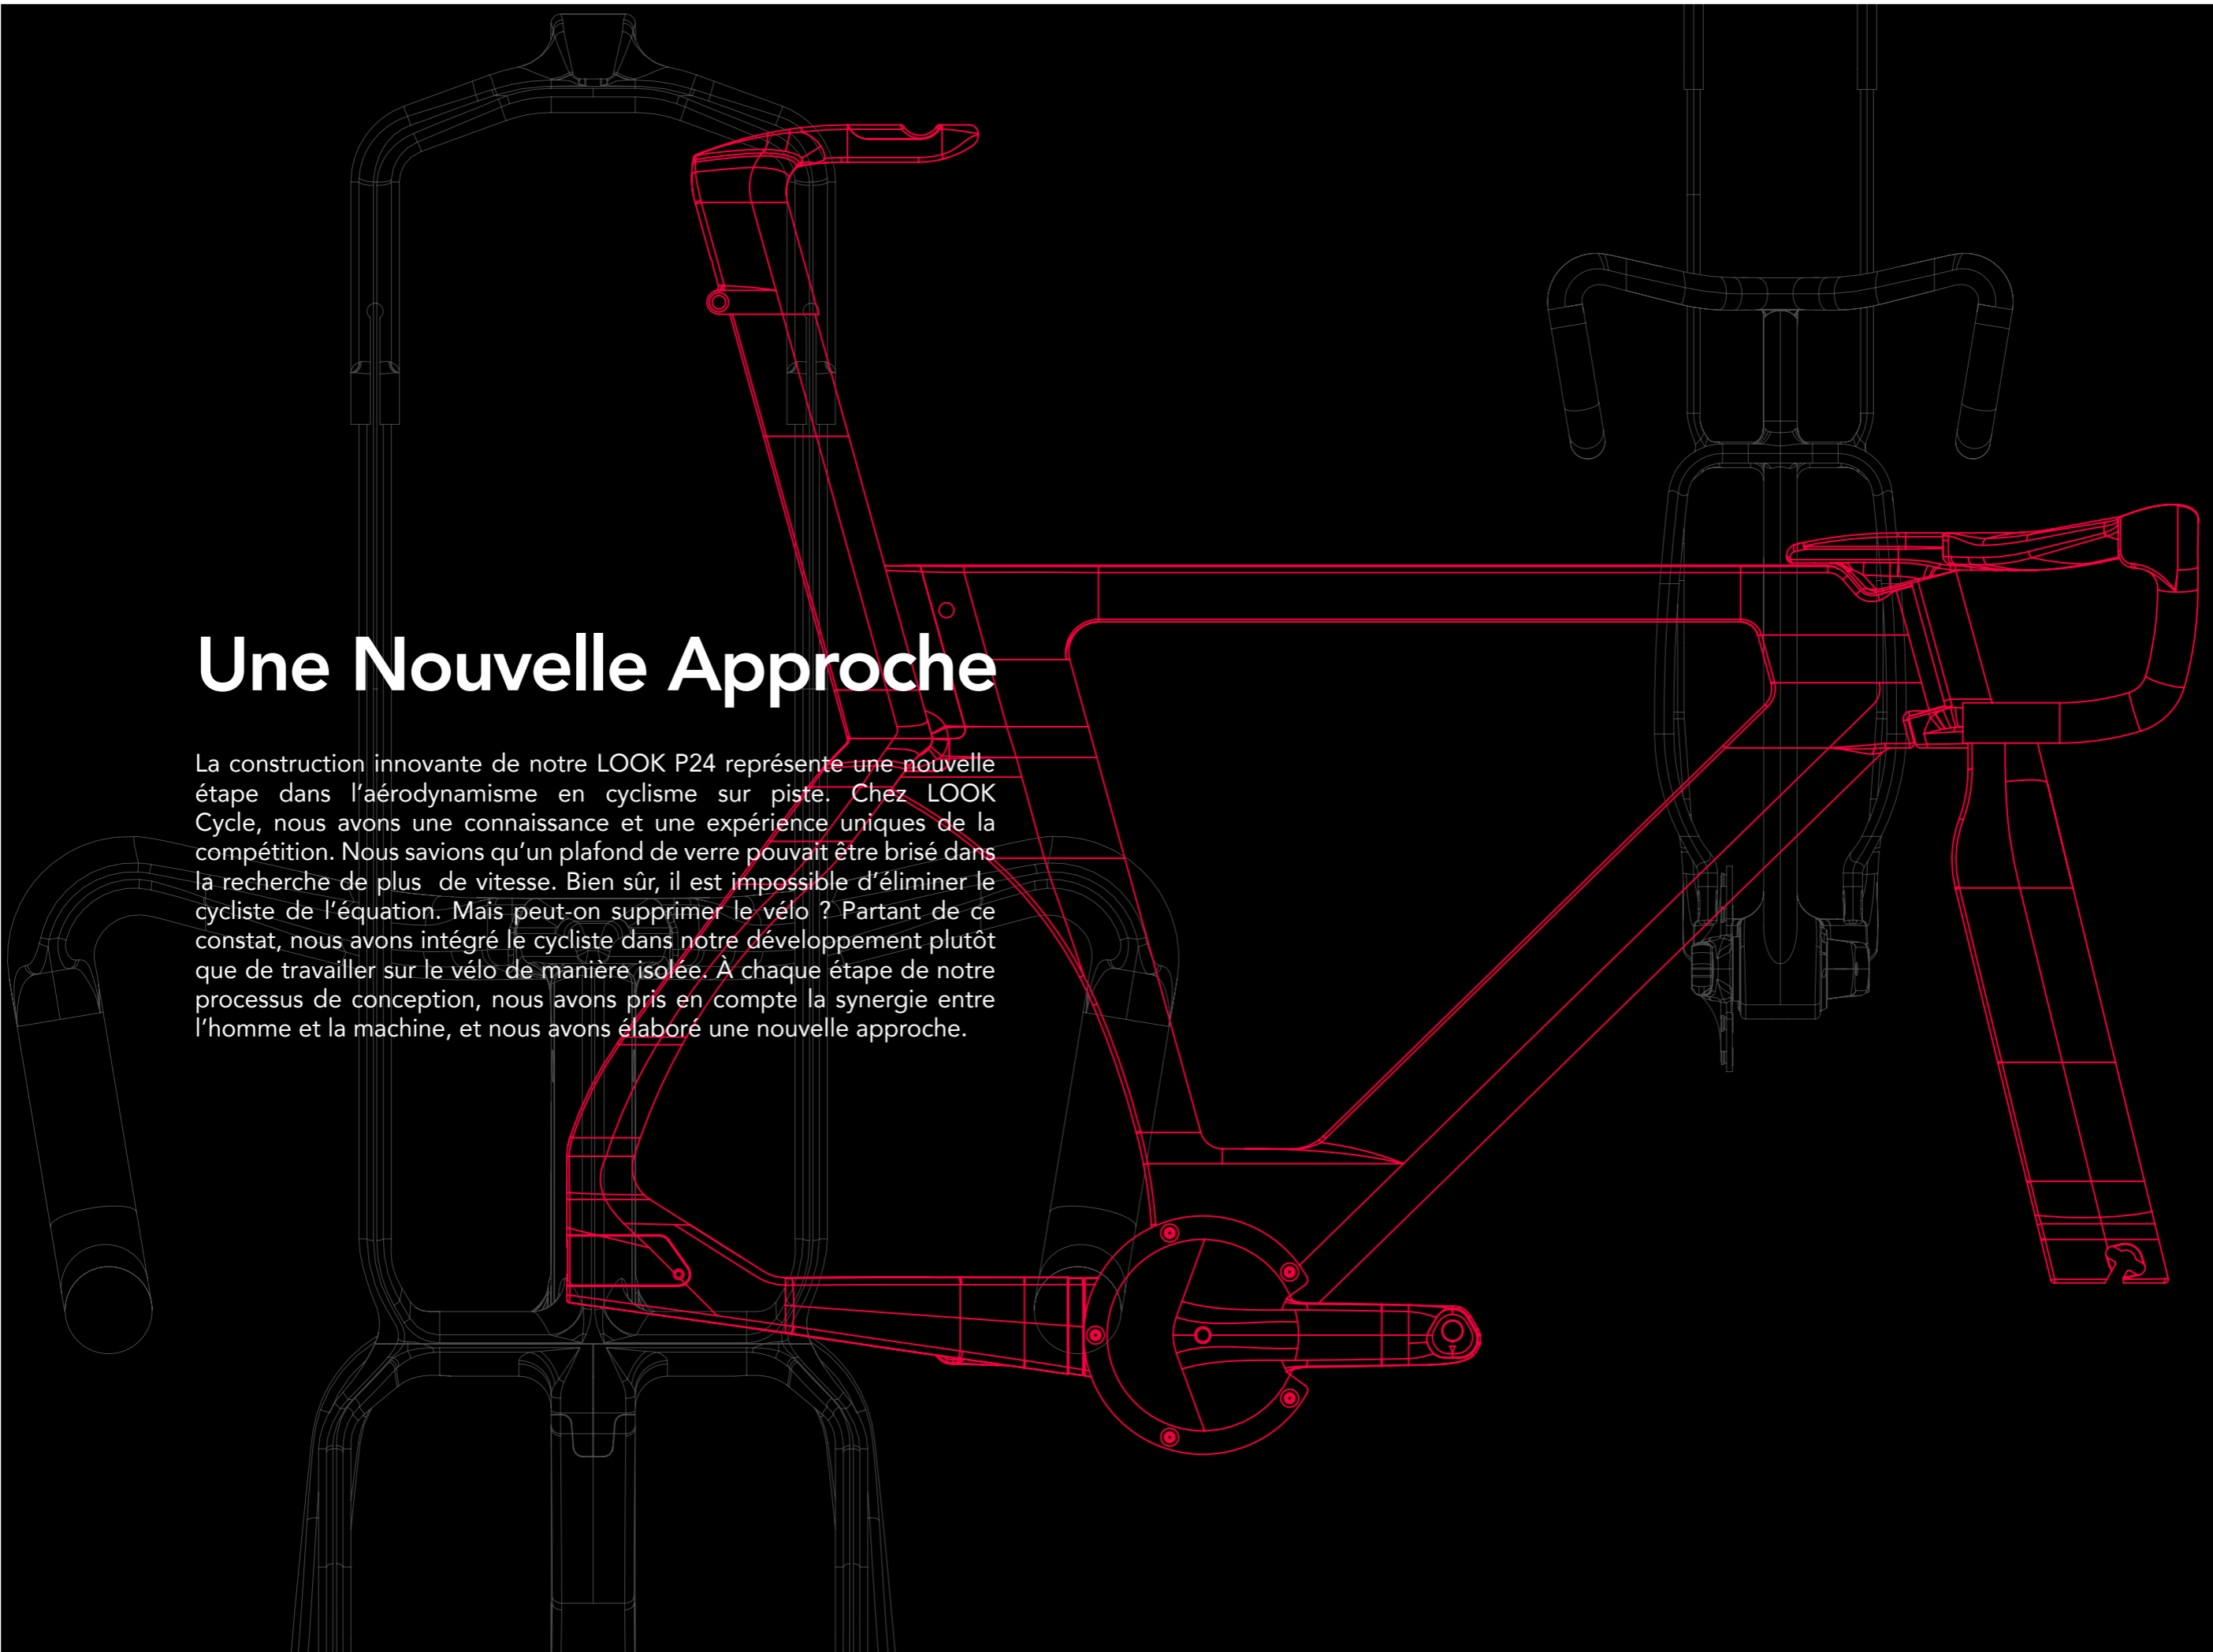 Une Nouvelle Approche
La construction innovante de notre LOOK P24 représente une nouvelle
étape dans l'aérodynamisme en cyclisme sur piste. Chez LOOK
Cycle, nous avons une connaissance et une expérience uniques de la
compétition. Nous savions qu'un plafond de verre pouvait être brisé dans
la recherche de plus  de vitesse. Bien sûr, il est impossible d'éliminer le
cycliste de l'équation. Mais peut-on supprimer le vélo ? Partant de ce
constat, nous avons intégré le cycliste dans notre développement plutôt
que de travailler sur le vélo de manière isolée. À chaque étape de notre
processus de conception, nous avons pris en compte la synergie entre
l'homme et la machine, et nous avons élaboré une nouvelle approche.